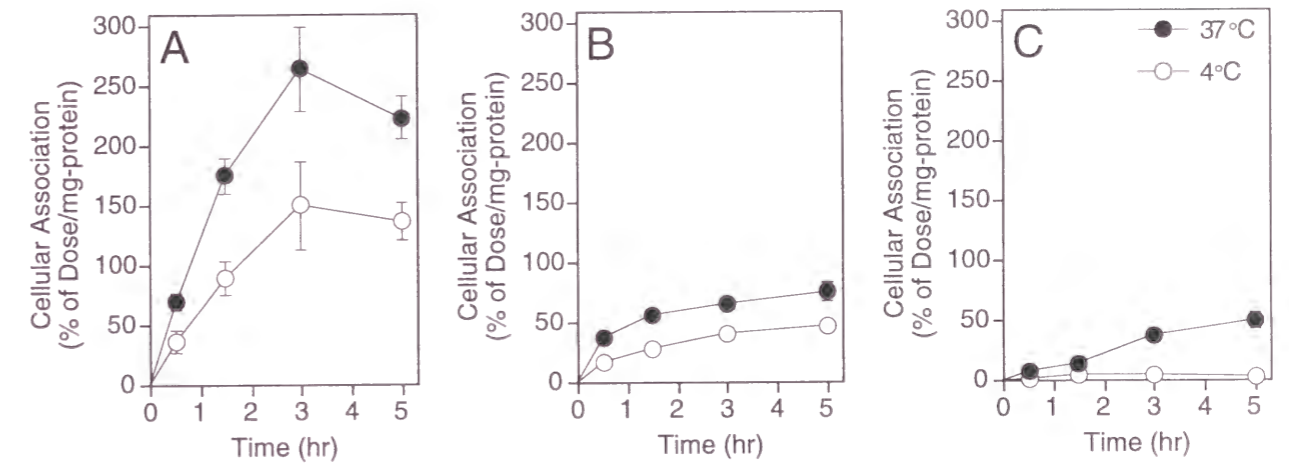 A
Cellular Association
(% of Dose/mg-protein)
300
250
200
150
100
50
0
0 1 2 3 4 5
Time (hr)
B
Cellular Association
(% of Dose/mg-protein)
300
250
200
150
100
50
0
0 1 2 3 4 5
Time (hr)
C
37°C
4°C
Cellular Association
(% of Dose/mg-protein)
300
250
200
150
100
50
0
0 1 2 3 4 5
Time (hr)